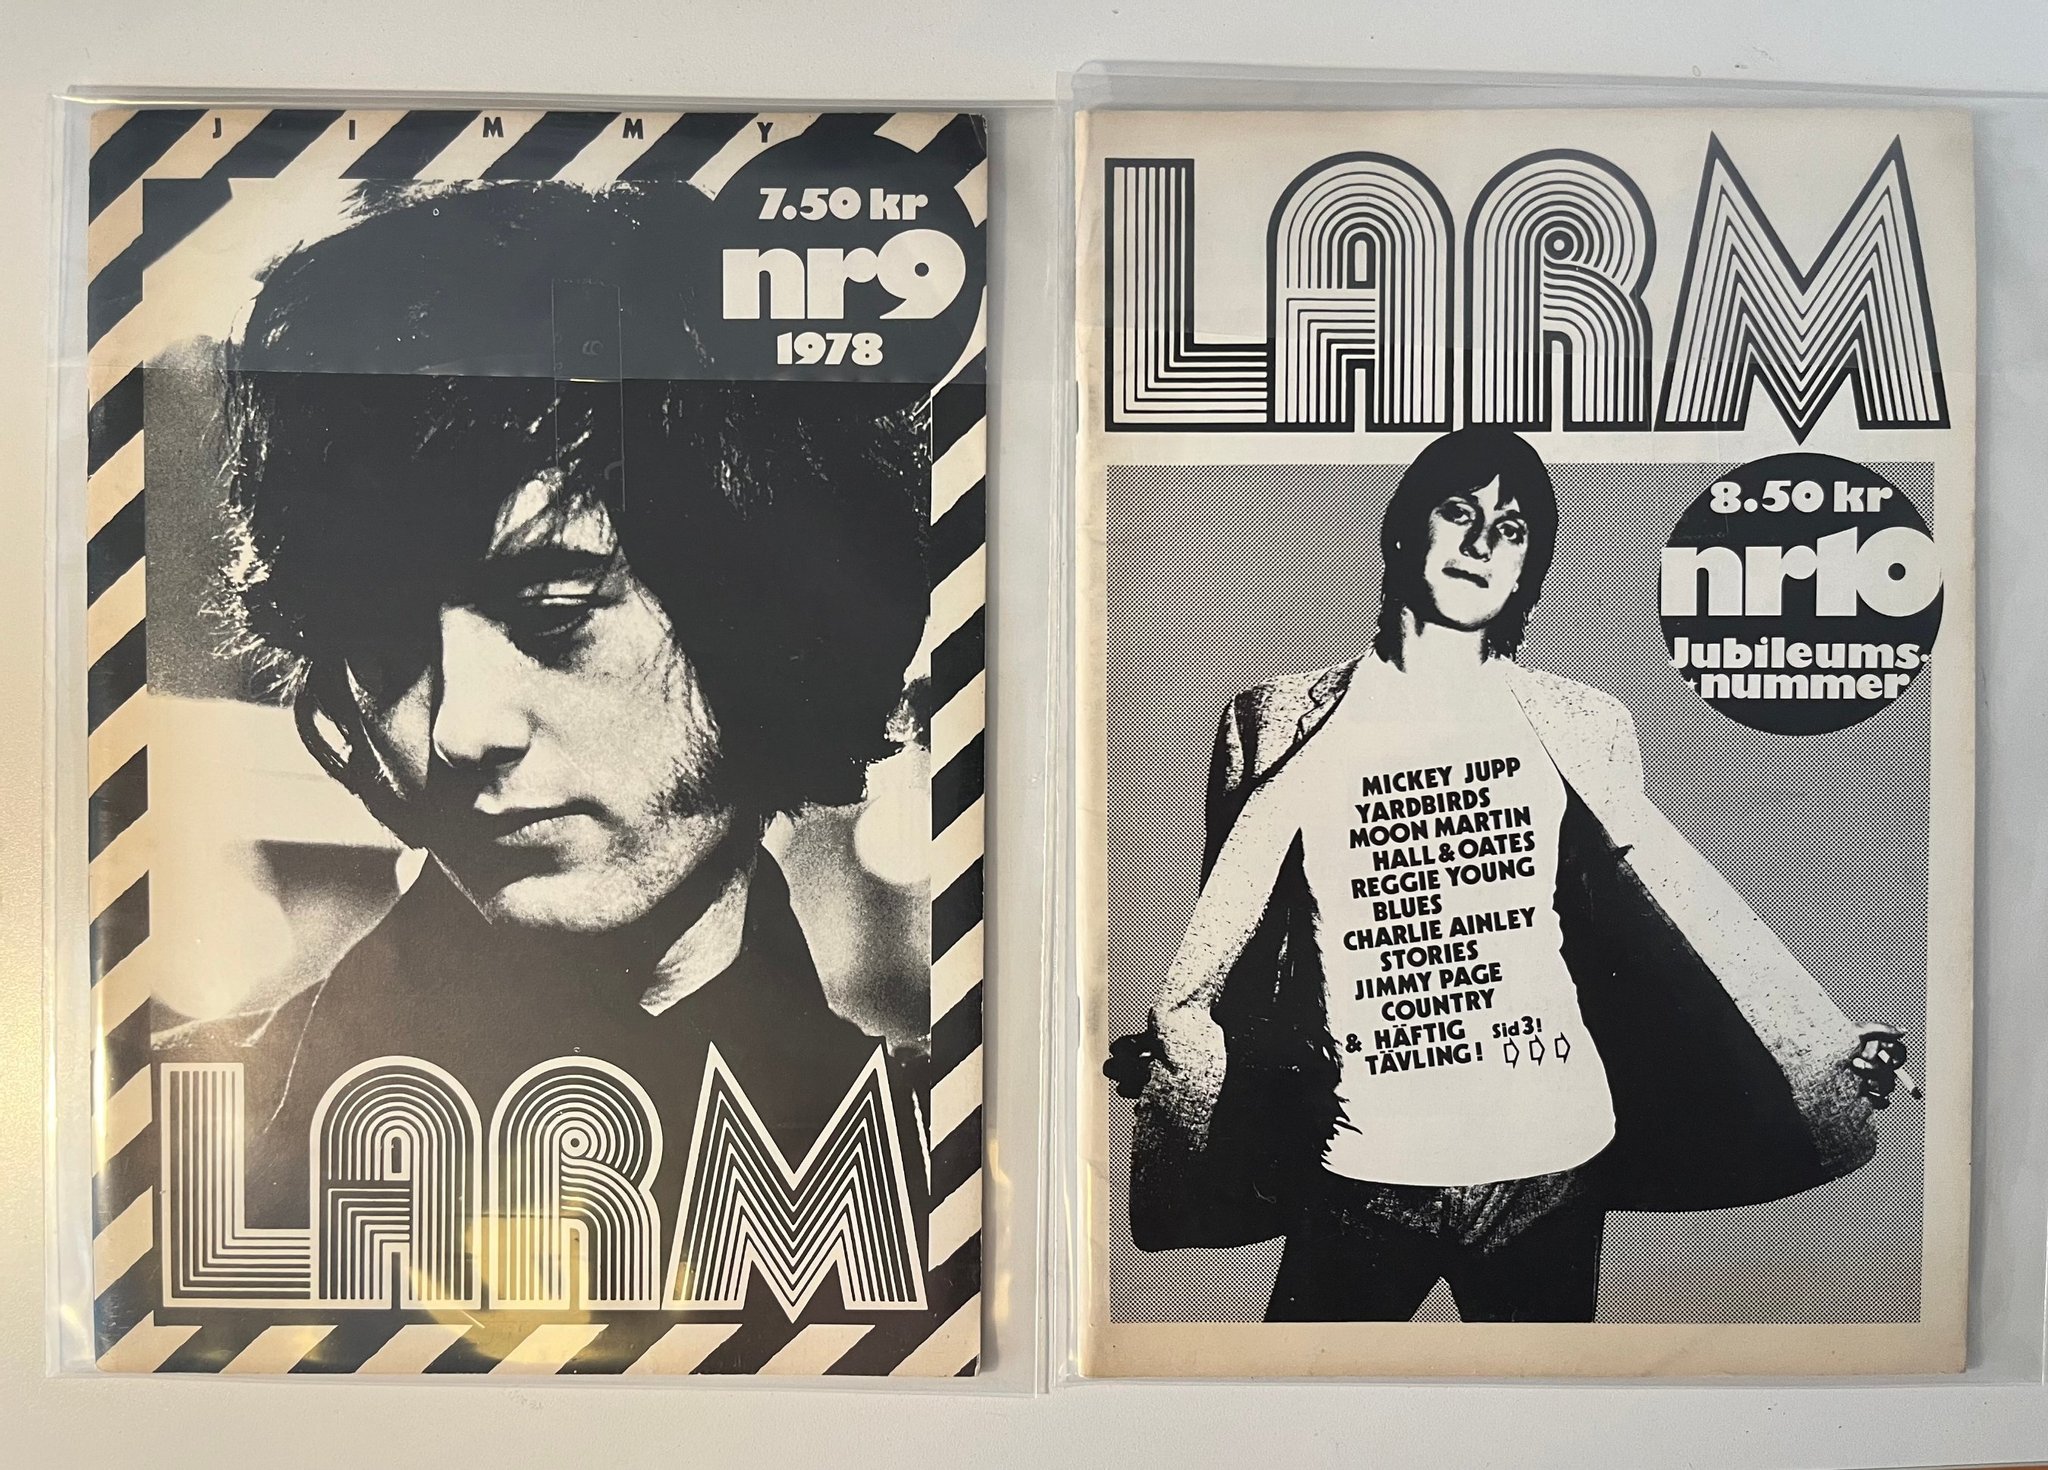 JIMMY
7.50 kr
nr9
1978
LARM
LARM
8.50 kr
nr10
Jubileums-
nummer
MICKEY JUPP
YARDBIRDS
MOON MARTIN
HALL & OATES
REGGIE YOUNG
BLUES
CHARLIE AINLEY
STORIES
JIMMY PAGE
COUNTRY
& HÄFTIG Sid 3!
TÄVLING!